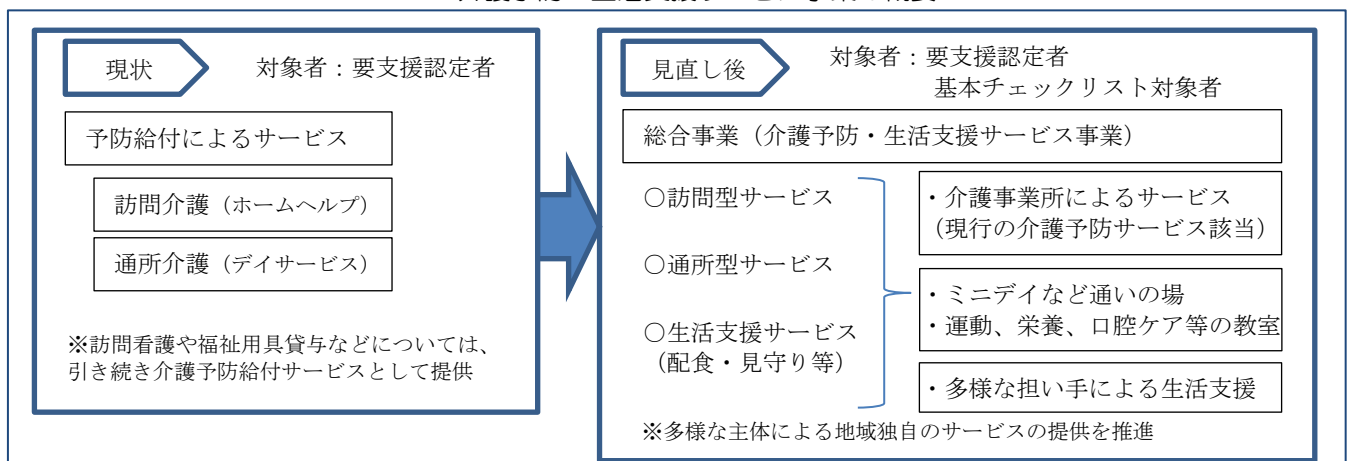 現状
対象者：要支援認定者
予防給付によるサービス
訪問介護（ホームヘルプ）
通所介護（デイサービス）
※訪問看護や福祉用具貸与などについては、
引き続き介護予防給付サービスとして提供
見直し後
対象者：要支援認定者
基本チェックリスト対象者
総合事業（介護予防・生活支援サービス事業）
○訪問型サービス
○通所型サービス
○生活支援サービス
（配食・見守り等）
・介護事業所によるサービス
（現行の介護予防サービス該当）
・ミニデイなど通いの場
・運動、栄養、口腔ケア等の教室
・多様な担い手による生活支援
※多様な主体による地域独自のサービスの提供を推進